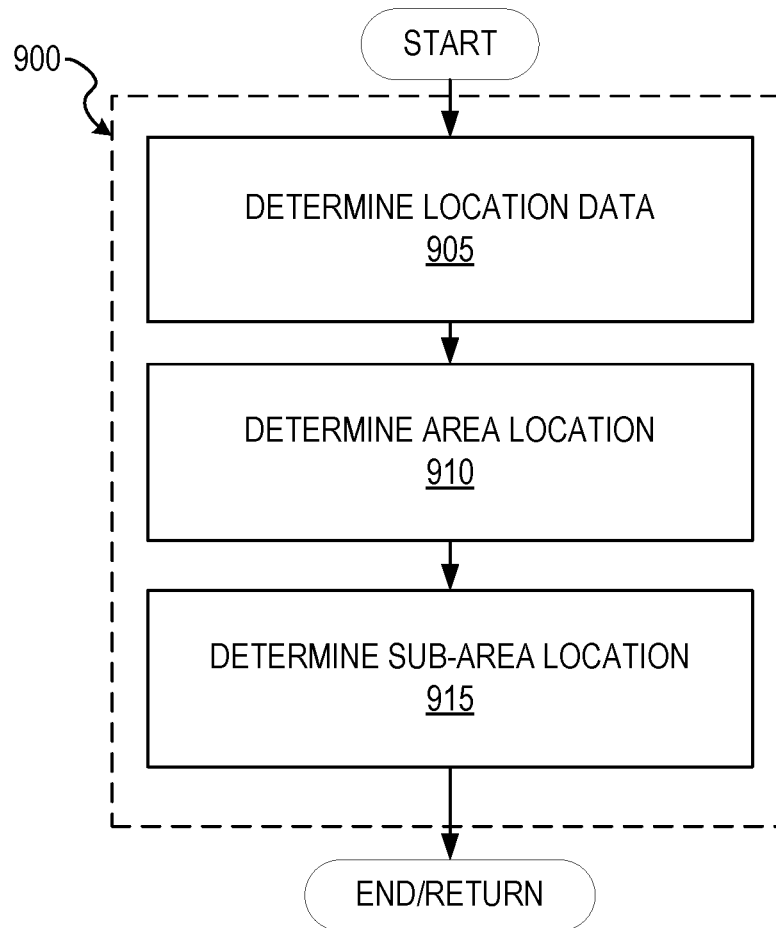 START
900
DETERMINE LOCATION DATA
905
DETERMINE AREA LOCATION
910
DETERMINE SUB-AREA LOCATION
915
END/RETURN